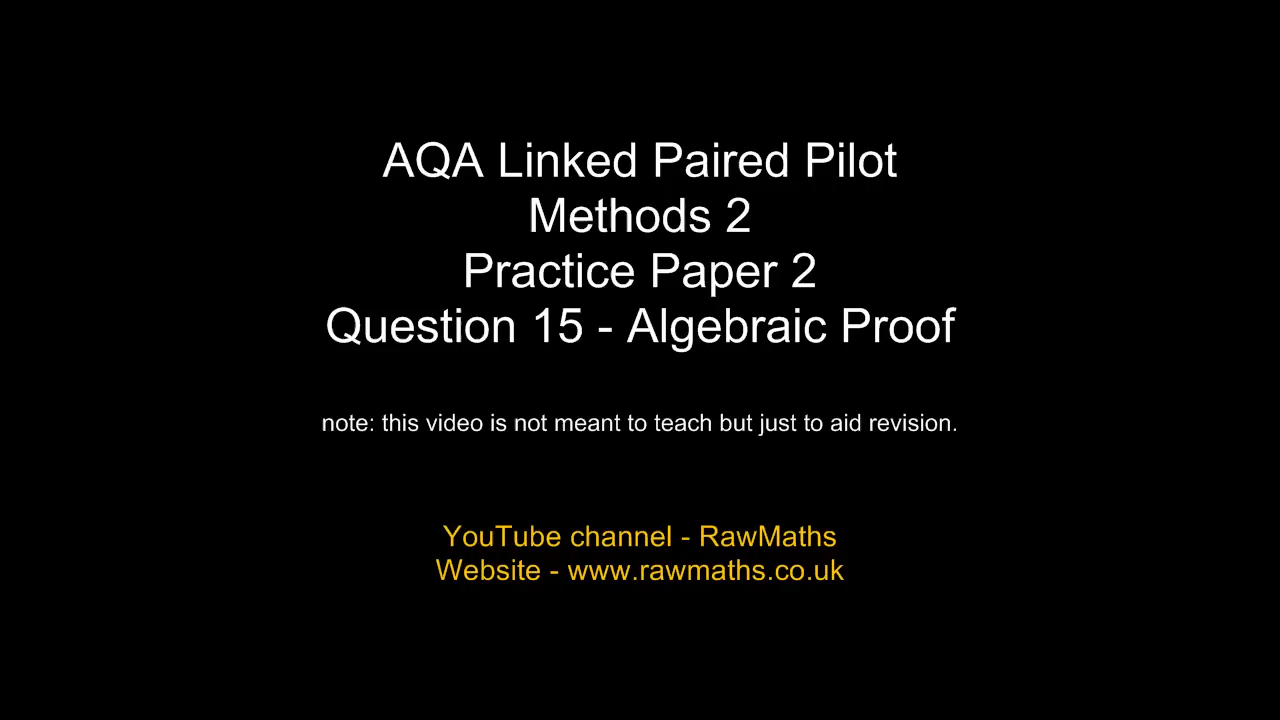 AQA Linked Paired Pilot
Methods 2
Practice Paper 2
Question 15 - Algebraic Proof
note: this video is not meant to teach but just to aid revision.
YouTube channel - RawMaths
Website - www.rawmaths.co.uk